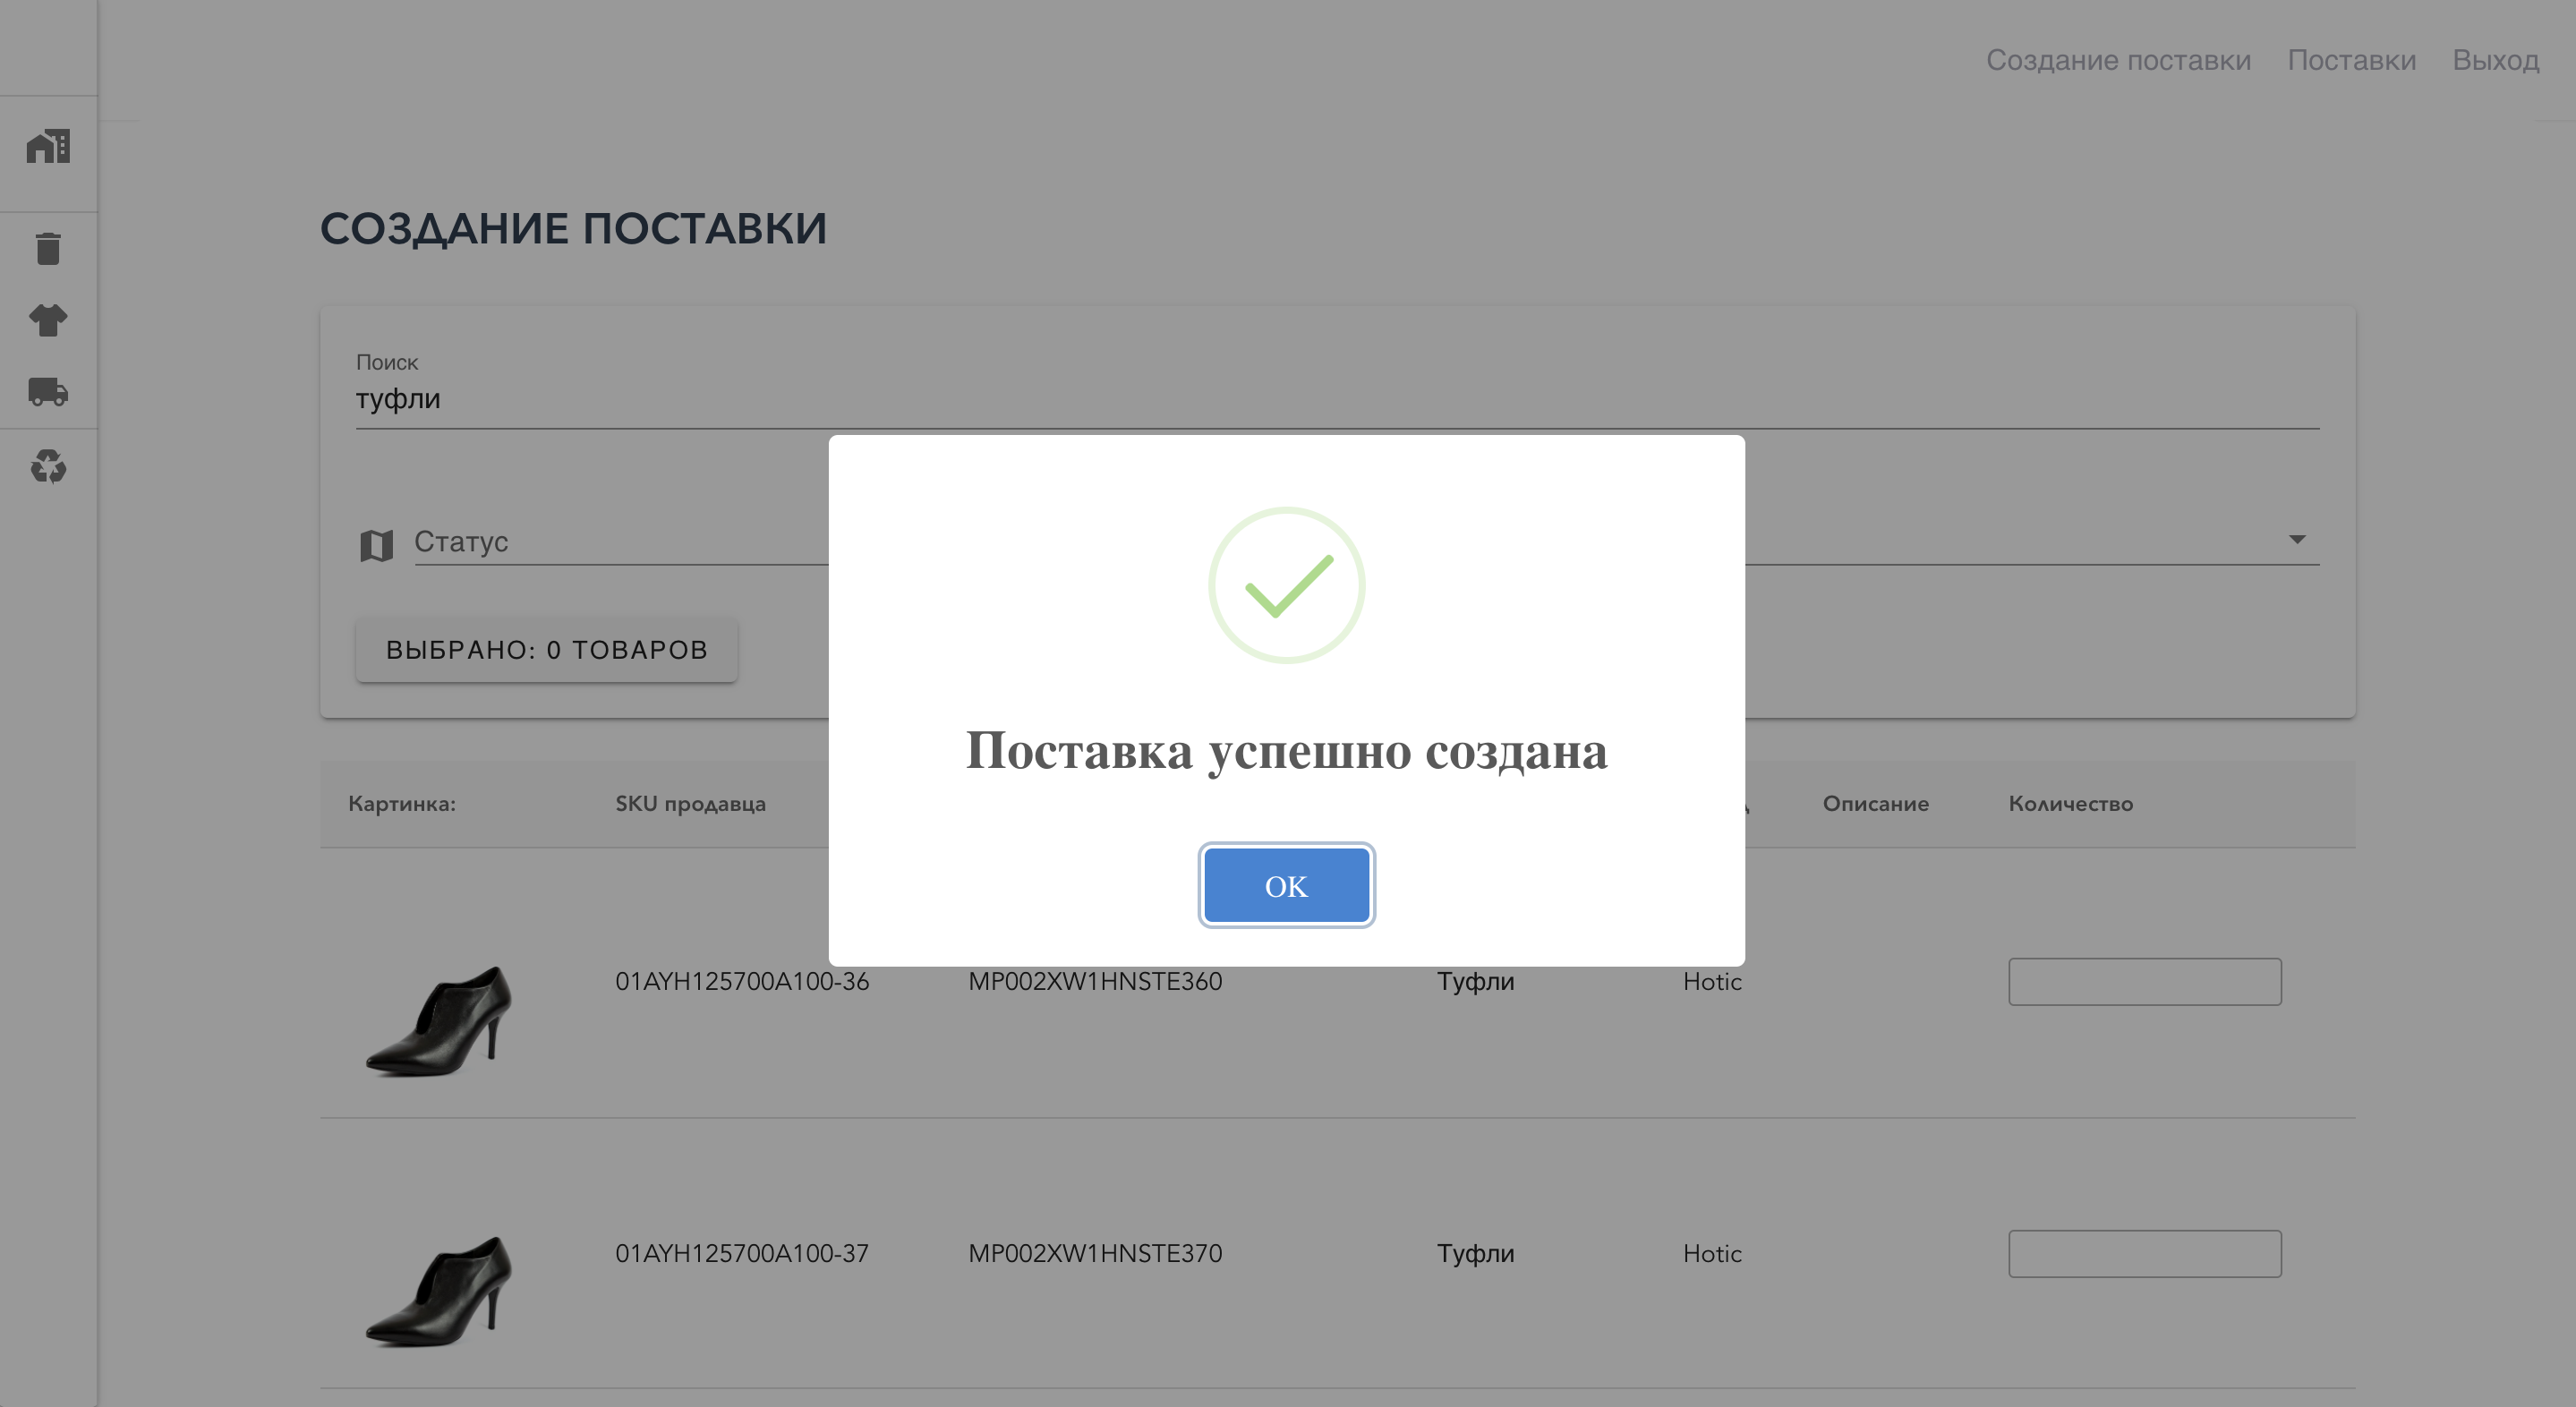 Создание поставки Поставки Выход
СОЗДАНИЕ ПОСТАВКИ
Поиск
туфли
Статус
ВЫБРАНО: 0 ТОВАРОВ
Поставка успешно создана
OK
Картинка: SKU продавца Описание Количество
01AYH125700A100-36 MP002XW1HNSTE360 Туфли Hotic
01AYH125700A100-37 MP002XW1HNSTE370 Туфли Hotic